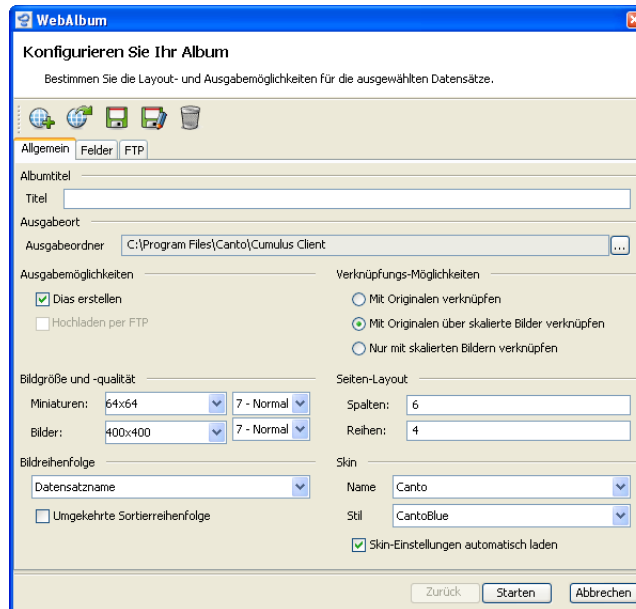 WebAlbum
Konfigurieren Sie Ihr Album
Bestimmen Sie die Layout- und Ausgabemöglichkeiten für die ausgewählten Datensätze.
Allgemein Felder FTP
Albumtitel
Titel
Ausgabeort
Ausgabeordner C:\Program Files\Canto\Cumulus Client ...
Ausgabemöglichkeiten
Dias erstellen
Hochladen per FTP
Verknüpfungs-Möglichkeiten
Mit Originalen verknüpfen
Mit Originalen über skalierte Bilder verknüpfen
Nur mit skalierten Bildern verknüpfen
Bildgröße und -qualität
Miniaturen: 64x64 7 - Normal
Bilder: 400x400 7 - Normal
Seiten-Layout
Spalten: 6
Reihen: 4
Bildreihenfolge
Datensatzname
Umgekehrte Sortierreihenfolge
Skin
Name Canto
Stil CantoBlue
Skin-Einstellungen automatisch laden
Zurück Starten Abbrechen